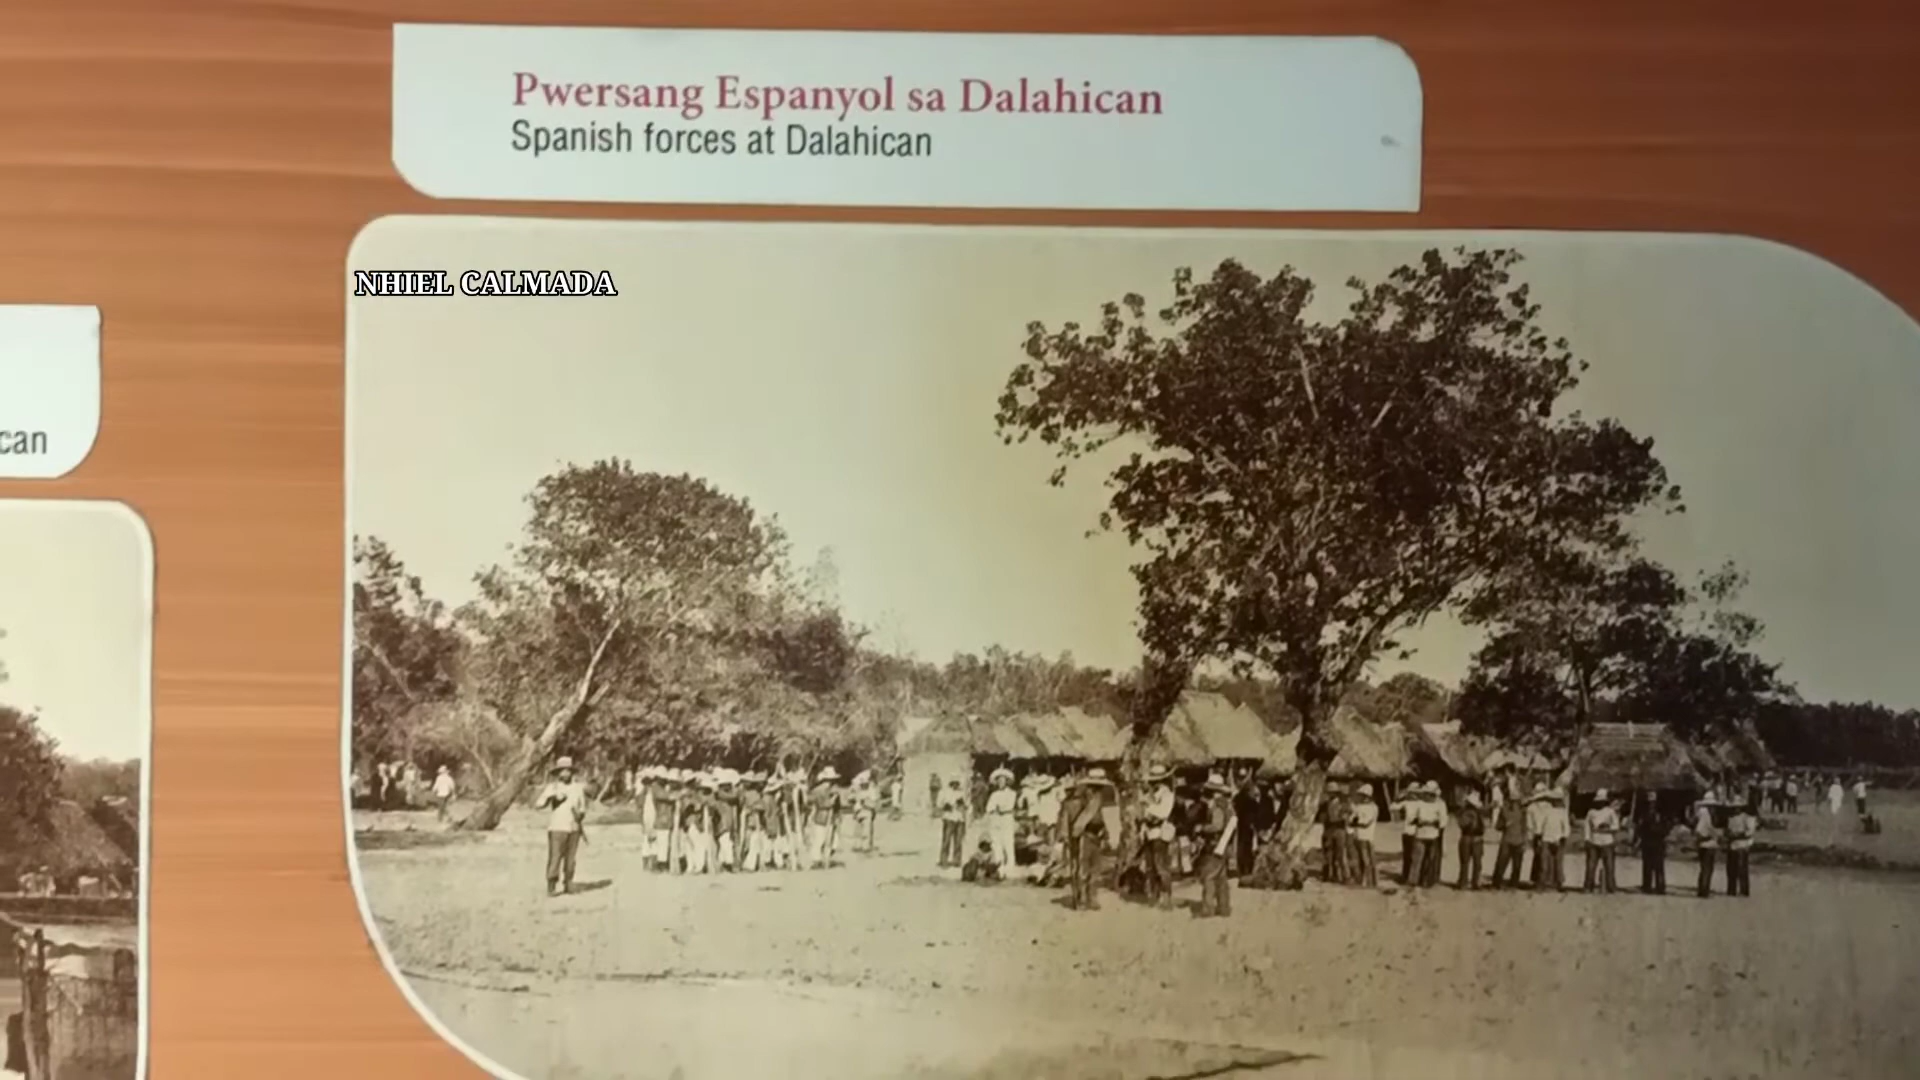 Pwersang Espanyol sa Dalahican
Spanish forces at Dalahican
NHIEL CALMADA
can